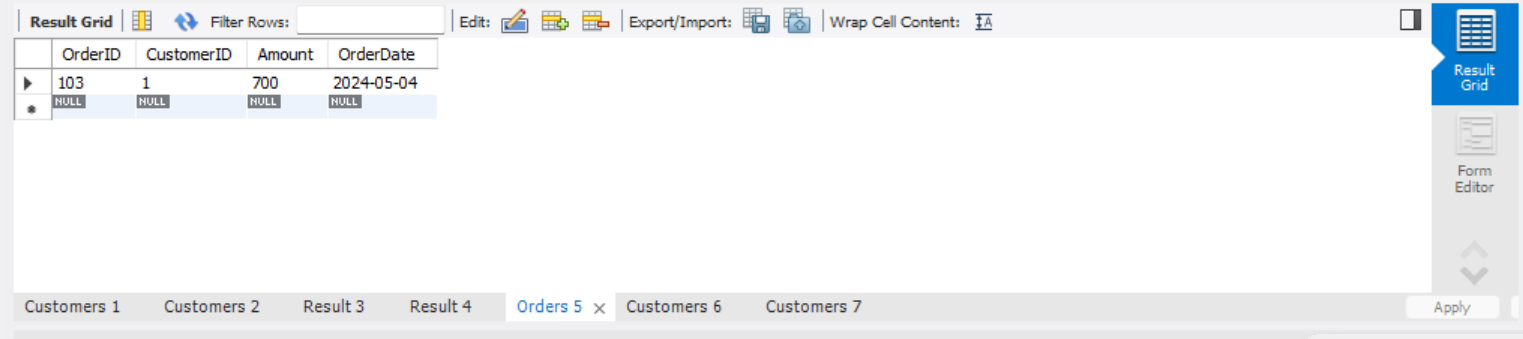 Result Grid Filter Rows: Edit: Export/Import: Wrap Cell Content: IA
OrderID CustomerID Amount OrderDate
103 1 700 2024-05-04
NULL NULL NULL NULL
Result
Grid
Form
Editor
Customers 1 Customers 2 Result 3 Result 4 Orders 5 × Customers 6 Customers 7 Apply